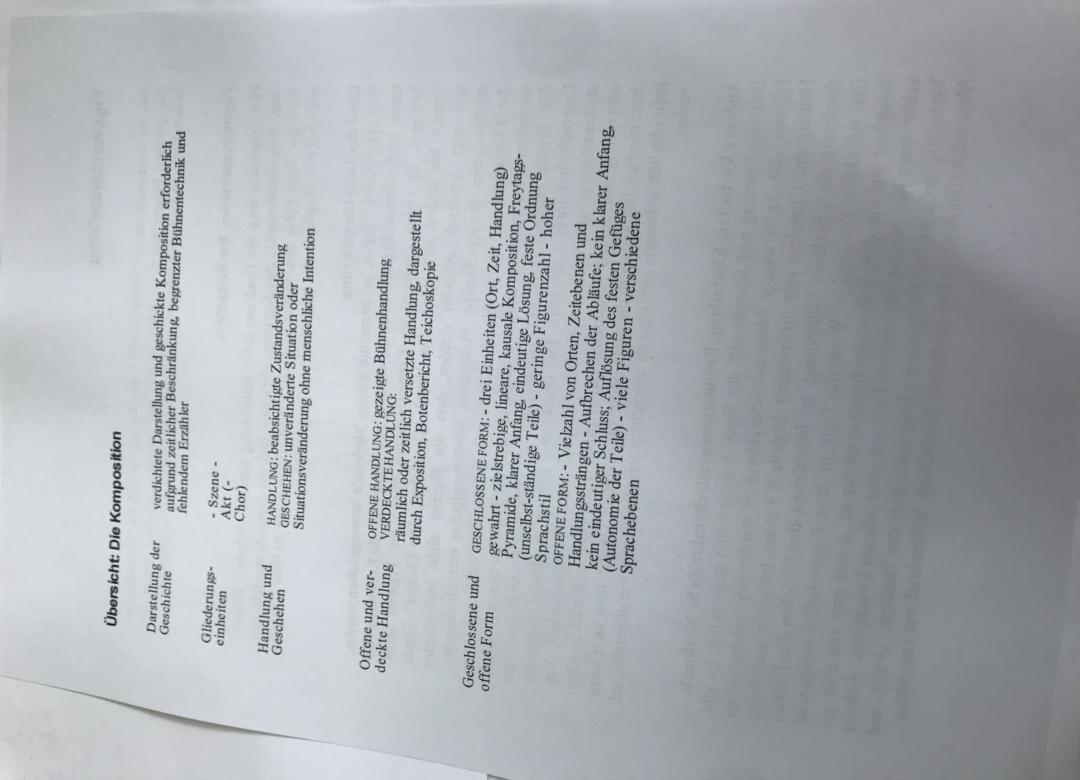 Übersicht: Die Komposition
Darstellung der
Geschichte
verdichtete Darstellung und geschickte Komposition erforderlich
aufgrund zeitlicher Beschränkung, begrenzter Bühnentechnik und
fehlendem Erzähler
Gliederungs-
einheiten
- Szene -
Akt (-
Chor)
Handlung und
Geschehen
HANDLUNG: beabsichtigte Zustandsveränderung
GESCHEHEN: unveränderte Situation oder
Situationsveränderung ohne menschliche Intention
Offene und ver-
deckte Handlung
OFFENE HANDLUNG: gezeigte Bühnenhandlung
VERDECKTE HANDLUNG:
räumlich oder zeitlich versetzte Handlung, dargestellt
durch Exposition, Botenbericht, Teichoskopie
Geschlossene und
offene Form
GESCHLOSSENE FORM: - drei Einheiten (Ort, Zeit, Handlung)
gewahrt - zielstrebige, lineare, kausale Komposition, Freytags-
Pyramide, klarer Anfang, eindeutige Lösung, feste Ordnung
(unselbst-ständige Teile) - geringe Figurenzahl - hoher
Sprachstil
OFFENE FORM: - Vielzahl von Orten, Zeitebenen und
Handlungssträngen - Aufbrechen der Abläufe; kein klarer Anfang,
kein eindeutiger Schluss; Auflösung des festen Gefüges
(Autonomie der Teile) - viele Figuren - verschiedene
Sprachebenen